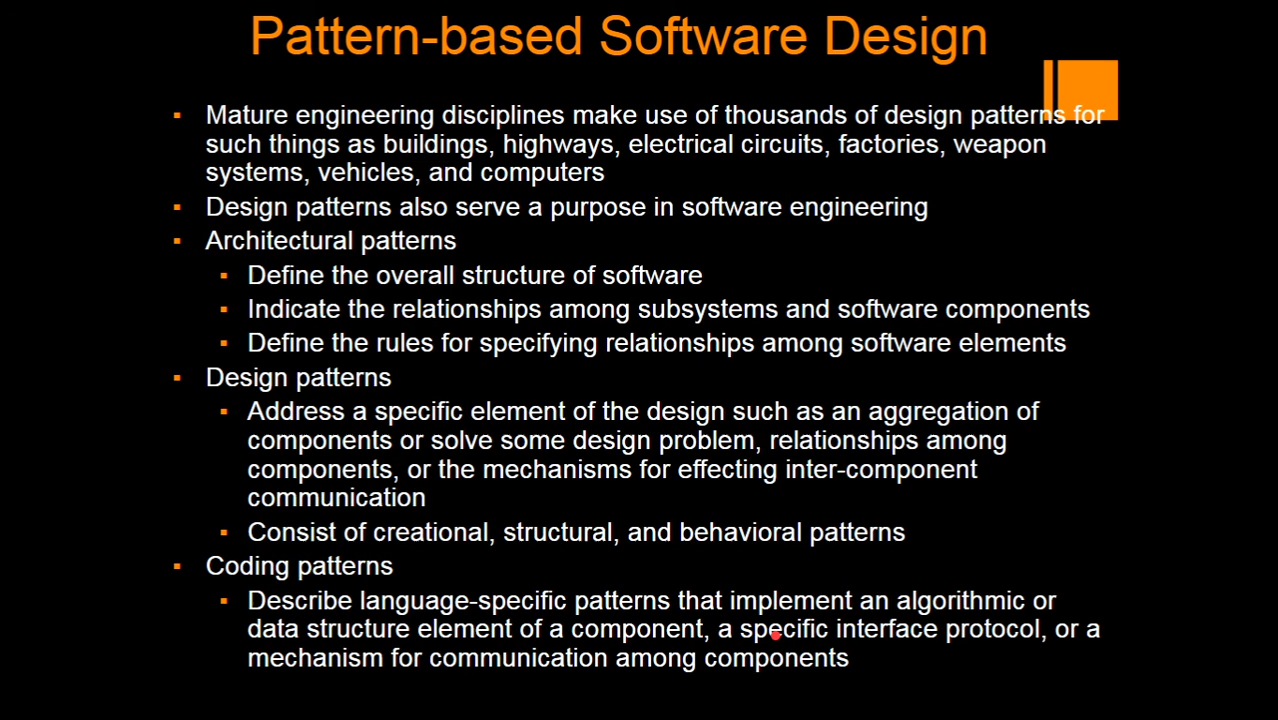 Pattern-based Software Design
Mature engineering disciplines make use of thousands of design patterns for
such things as buildings, highways, electrical circuits, factories, weapon
systems, vehicles, and computers
Design patterns also serve a purpose in software engineering
Architectural patterns
Define the overall structure of software
Indicate the relationships among subsystems and software components
Define the rules for specifying relationships among software elements
Design patterns
Address a specific element of the design such as an aggregation of
components or solve some design problem, relationships among
components, or the mechanisms for effecting inter-component
communication
Consist of creational, structural, and behavioral patterns
Coding patterns
Describe language-specific patterns that implement an algorithmic or
data structure element of a component, a specific interface protocol, or a
mechanism for communication among components